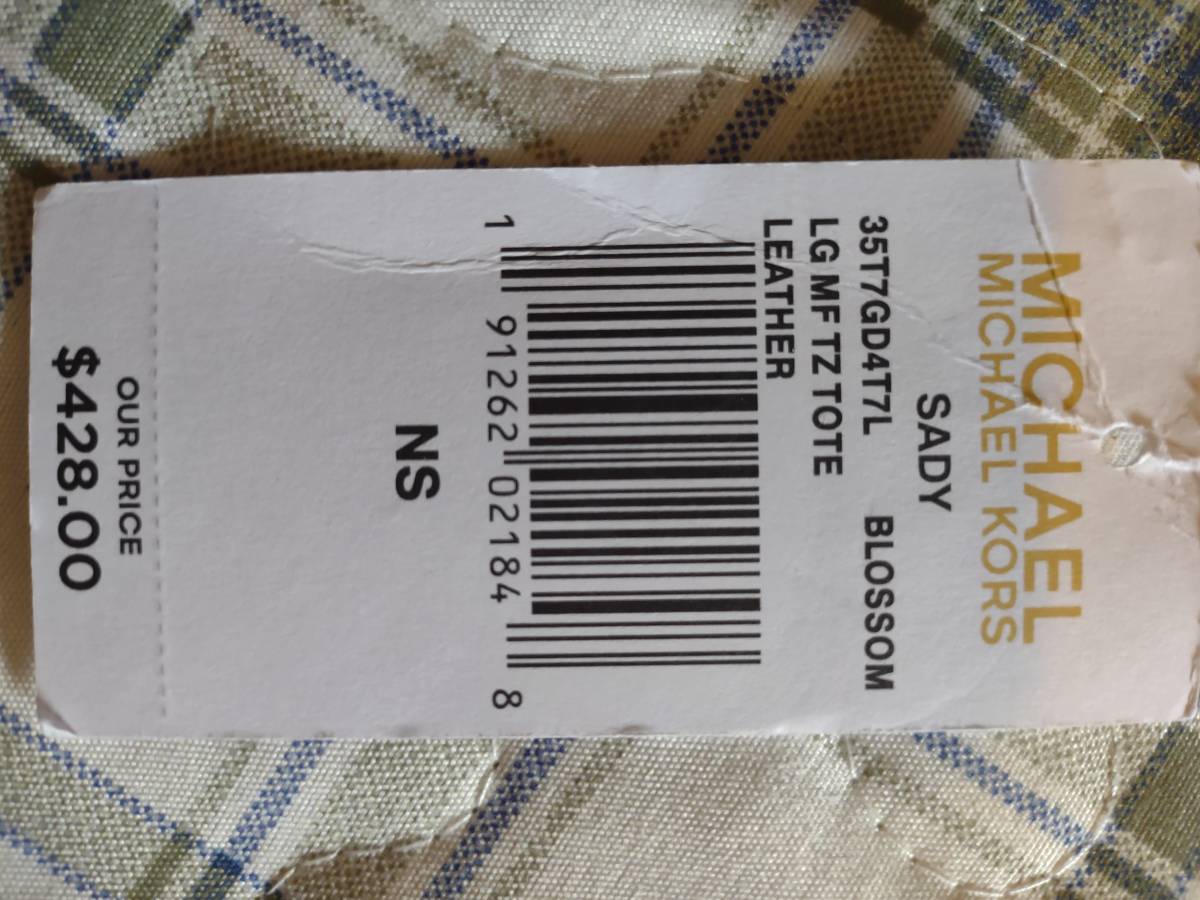 MICHAEL
MICHAEL KORS
SADY
35T7GD4T7L BLOSSOM
LG MF TZ TOTE
LEATHER
1 91262 02184 8
NS
OUR PRICE
$428.00